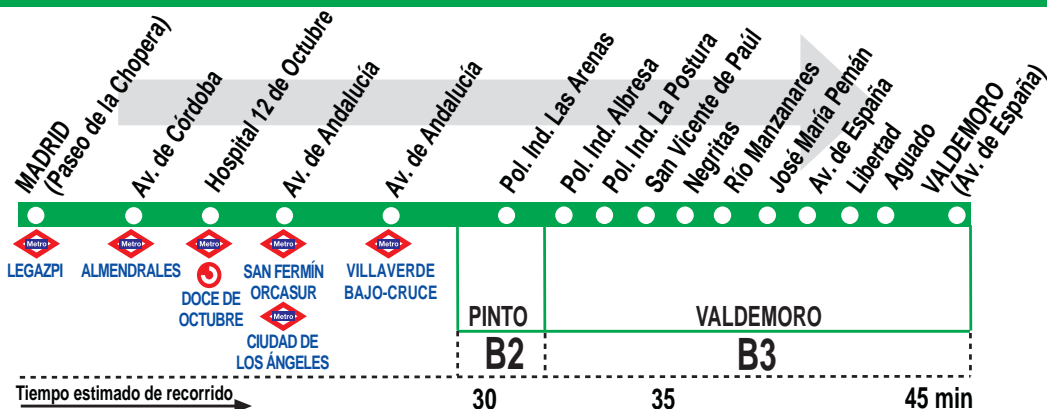 MADRID
(Paseo de la Chopera)
Av. de Córdoba
Hospital 12 de Octubre
Av. de Andalucía
Av. de Andalucía
Pol. Ind. Las Arenas
Pol. Ind. Albresa
Pol. Ind. La Postura
San Vicente de Paúl
Negritas
Río Manzanares
José María Pemán
Av. de España
Libertad
Aguado
VALDEMORO
(Av. de España)
Metro
Metro
Metro
Metro
Metro
LEGAZPI
ALMENDRALES
DOCE DE
OCTUBRE
SAN FERMÍN
ORCASUR
Metro
CIUDAD DE
LOS ÁNGELES
VILLAVERDE
BAJO-CRUCE
PINTO
VALDEMORO
B2
B3
Tiempo estimado de recorrido
30
35
45 min